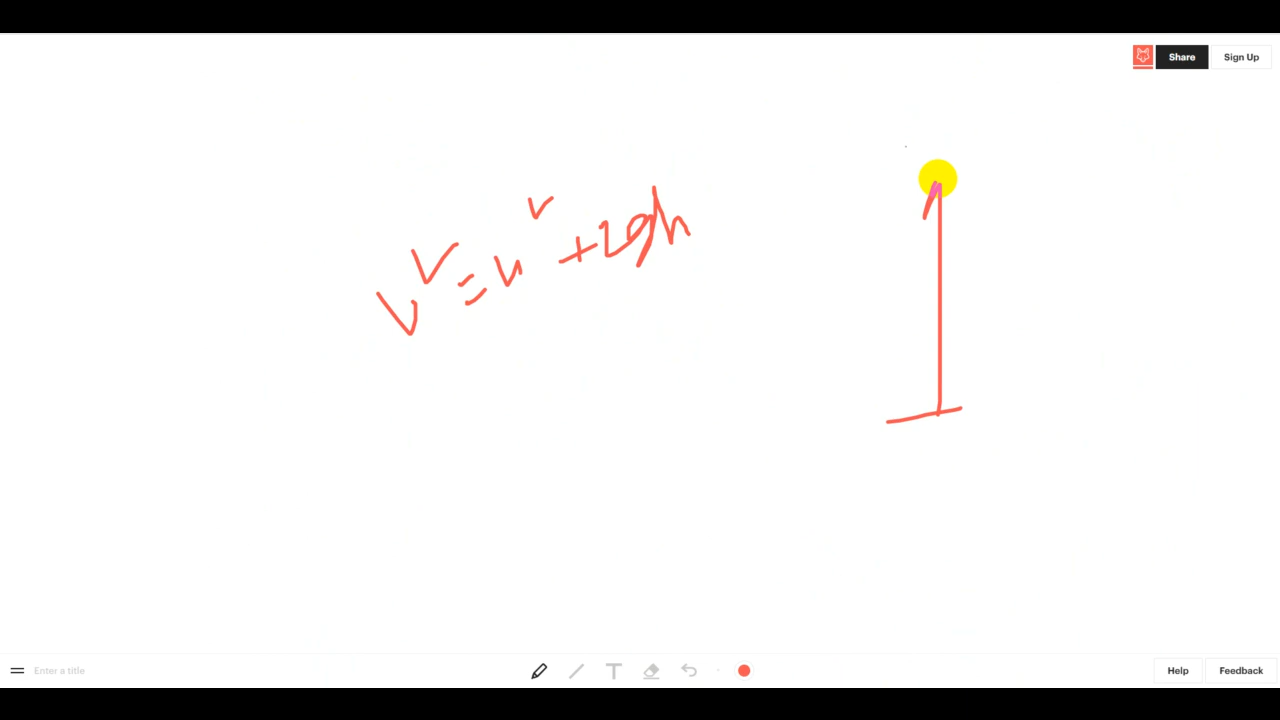 Share Sign Up
v² = u² + 2gh
Enter a title T Help Feedback